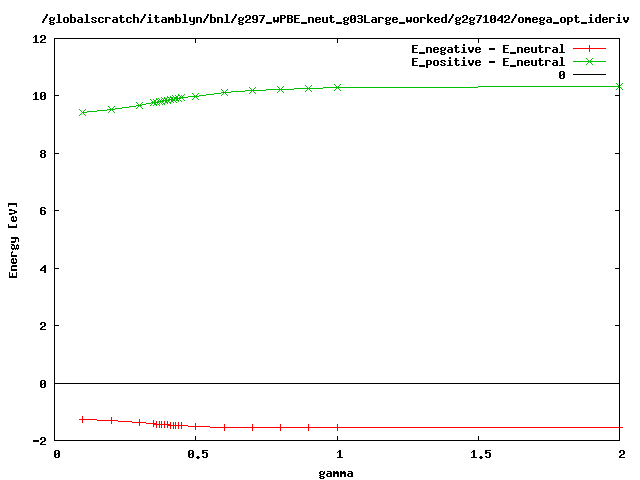 /globalscratch/itamblyn/bnl/g297_wPBE_neut_g03Large_worked/g2g71042/omega_opt_ideriv
E_negative - E_neutral
E_positive - E_neutral
0
12
10
8
6
4
2
0
-2
Energy [eV]
0
0.5
1
1.5
2
gamma